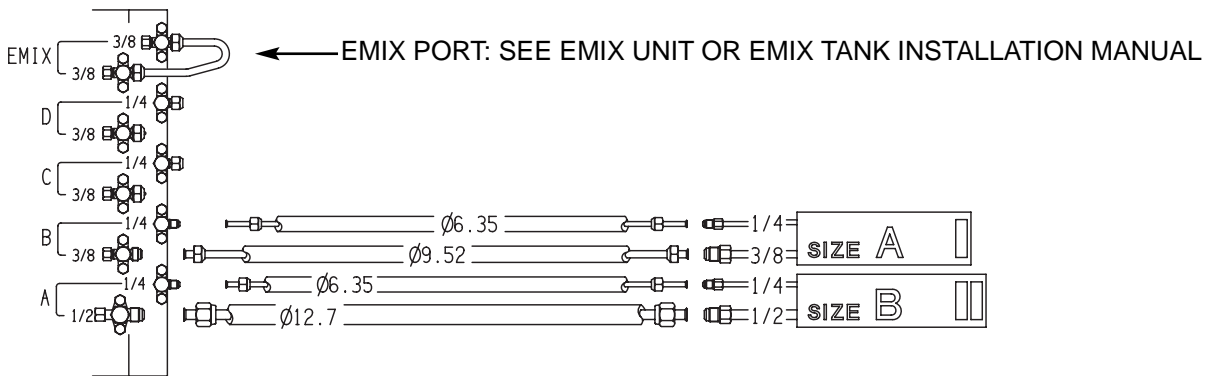 3/8
EMIX PORT: SEE EMIX UNIT OR EMIX TANK INSTALLATION MANUAL
EMIX
3/8
1/4
D
3/8
1/4
C
3/8
1/4
Ø6.35
1/4
B
SIZE A
3/8
Ø9.52
3/8
1/4
Ø6.35
1/4
A
SIZE B
1/2
Ø12.7
1/2